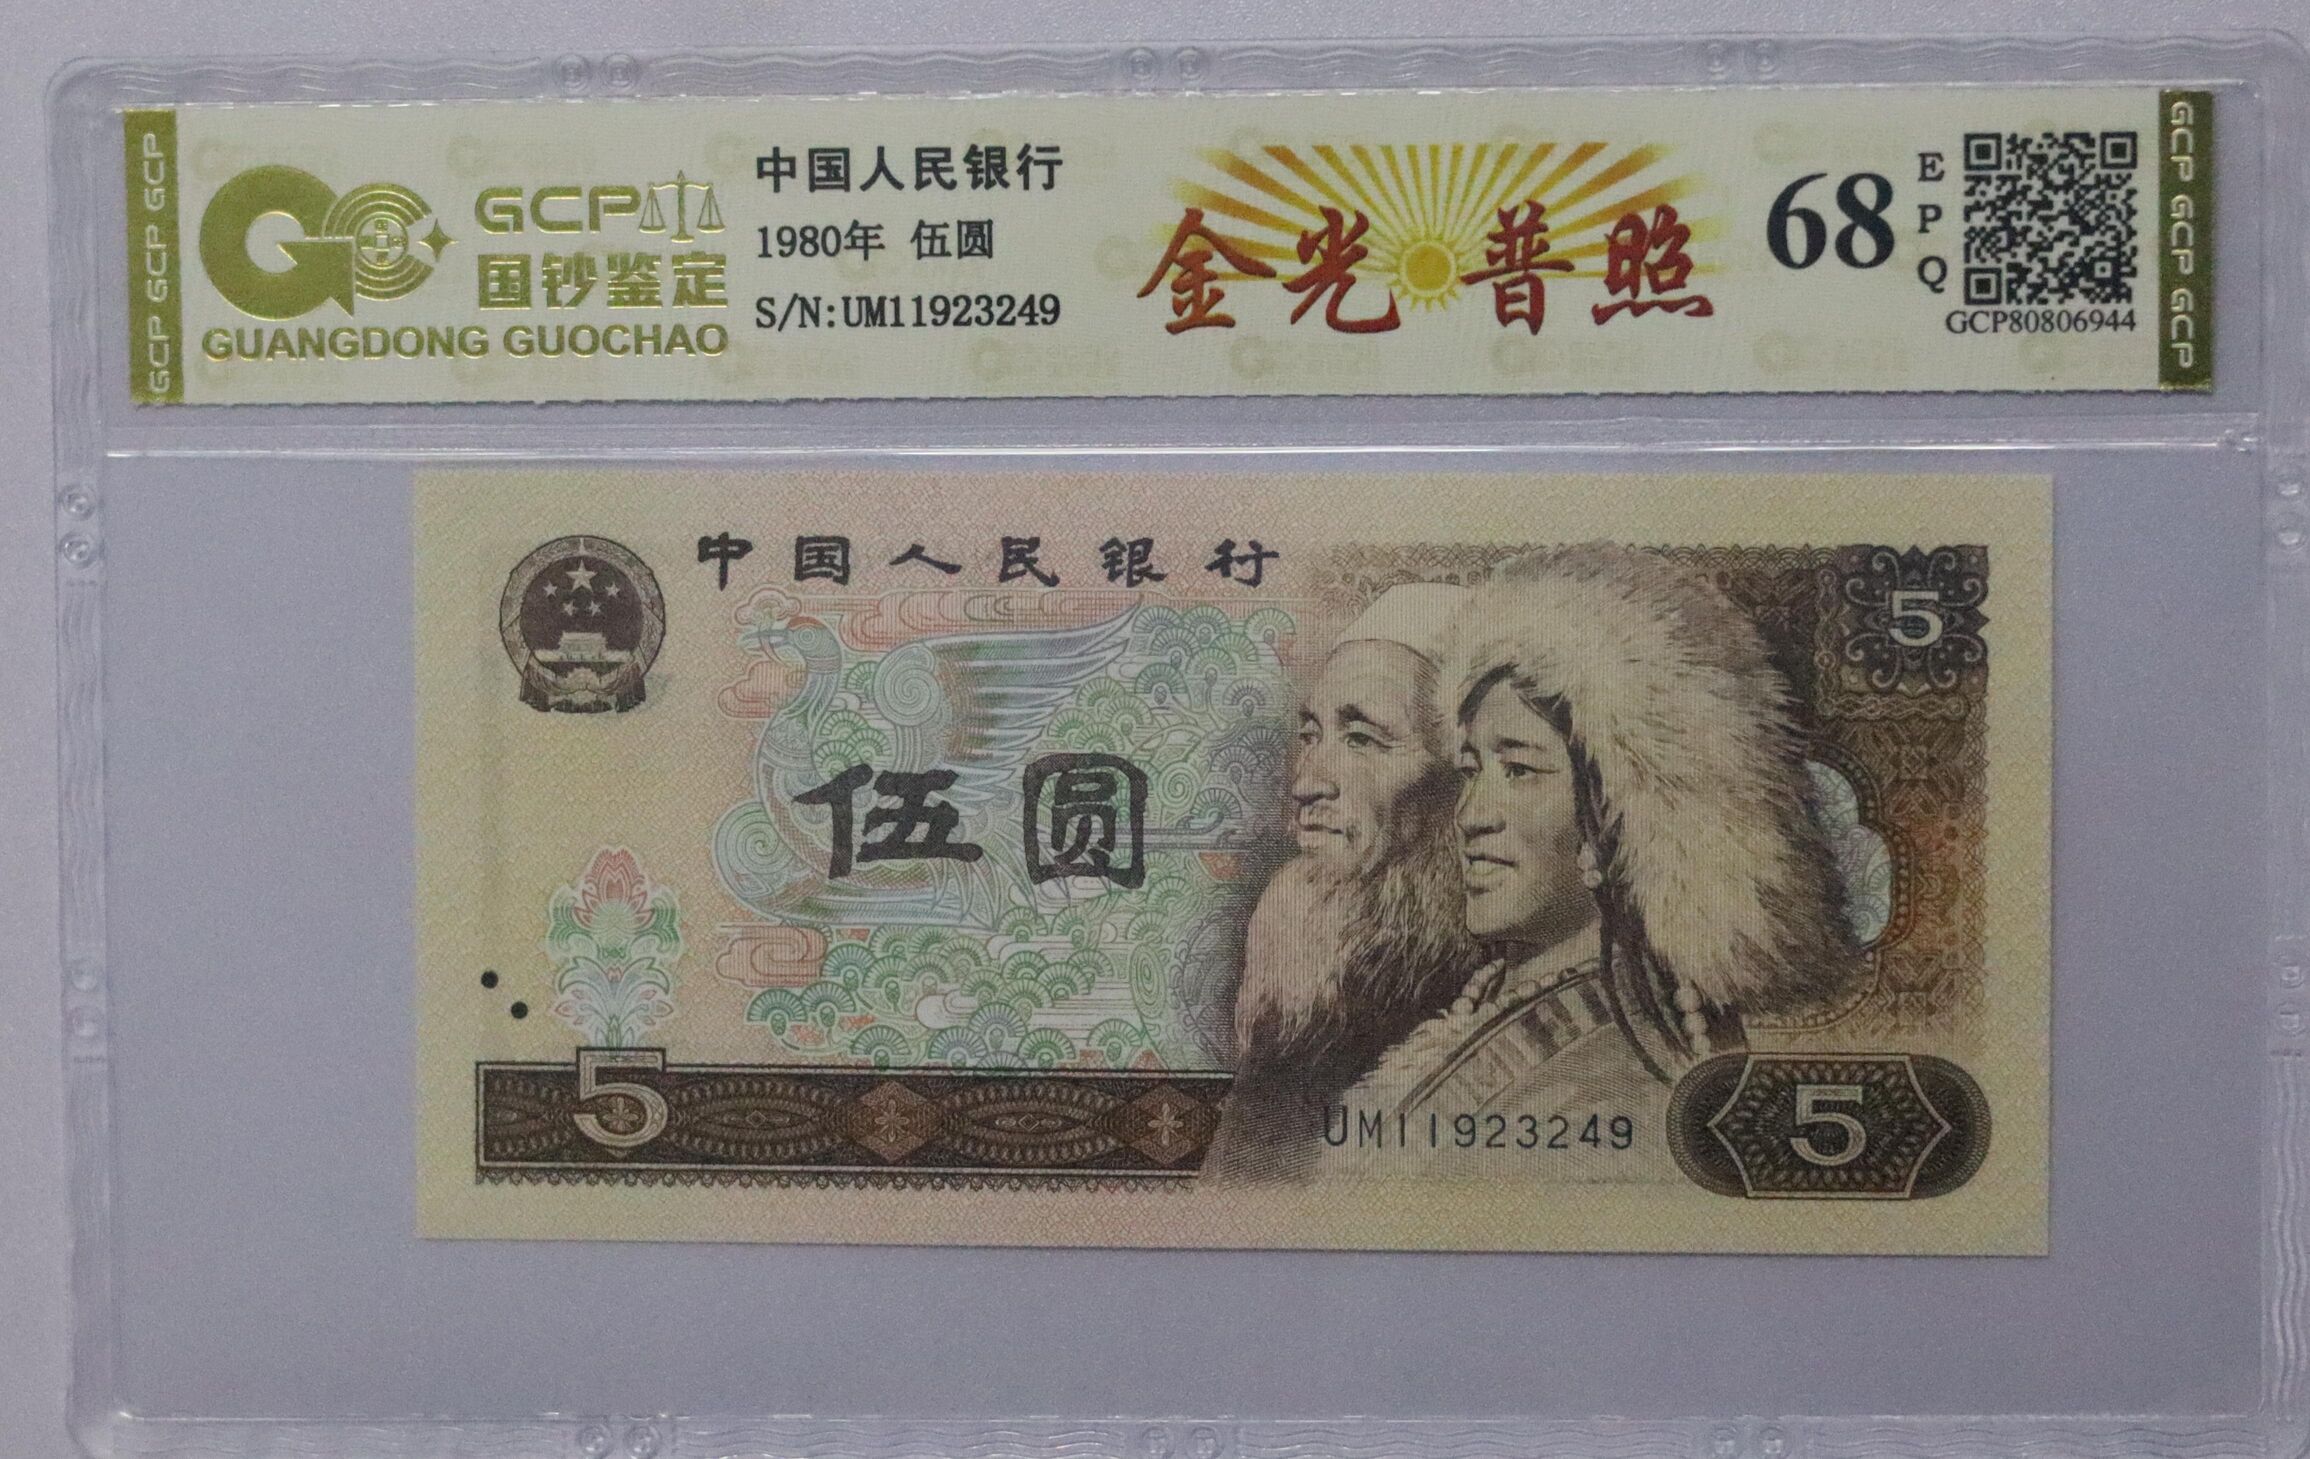 GCP GCP GCP
GCP
国钞鉴定
GUANGDONG GUOCHAO
中国人民银行
1980年 伍圆
S/N:UM11923249
金光普照
68
EPQ
GCP80806944
GCP GCP GCP
中国人民银行
5
伍圆
5
UM11923249
5